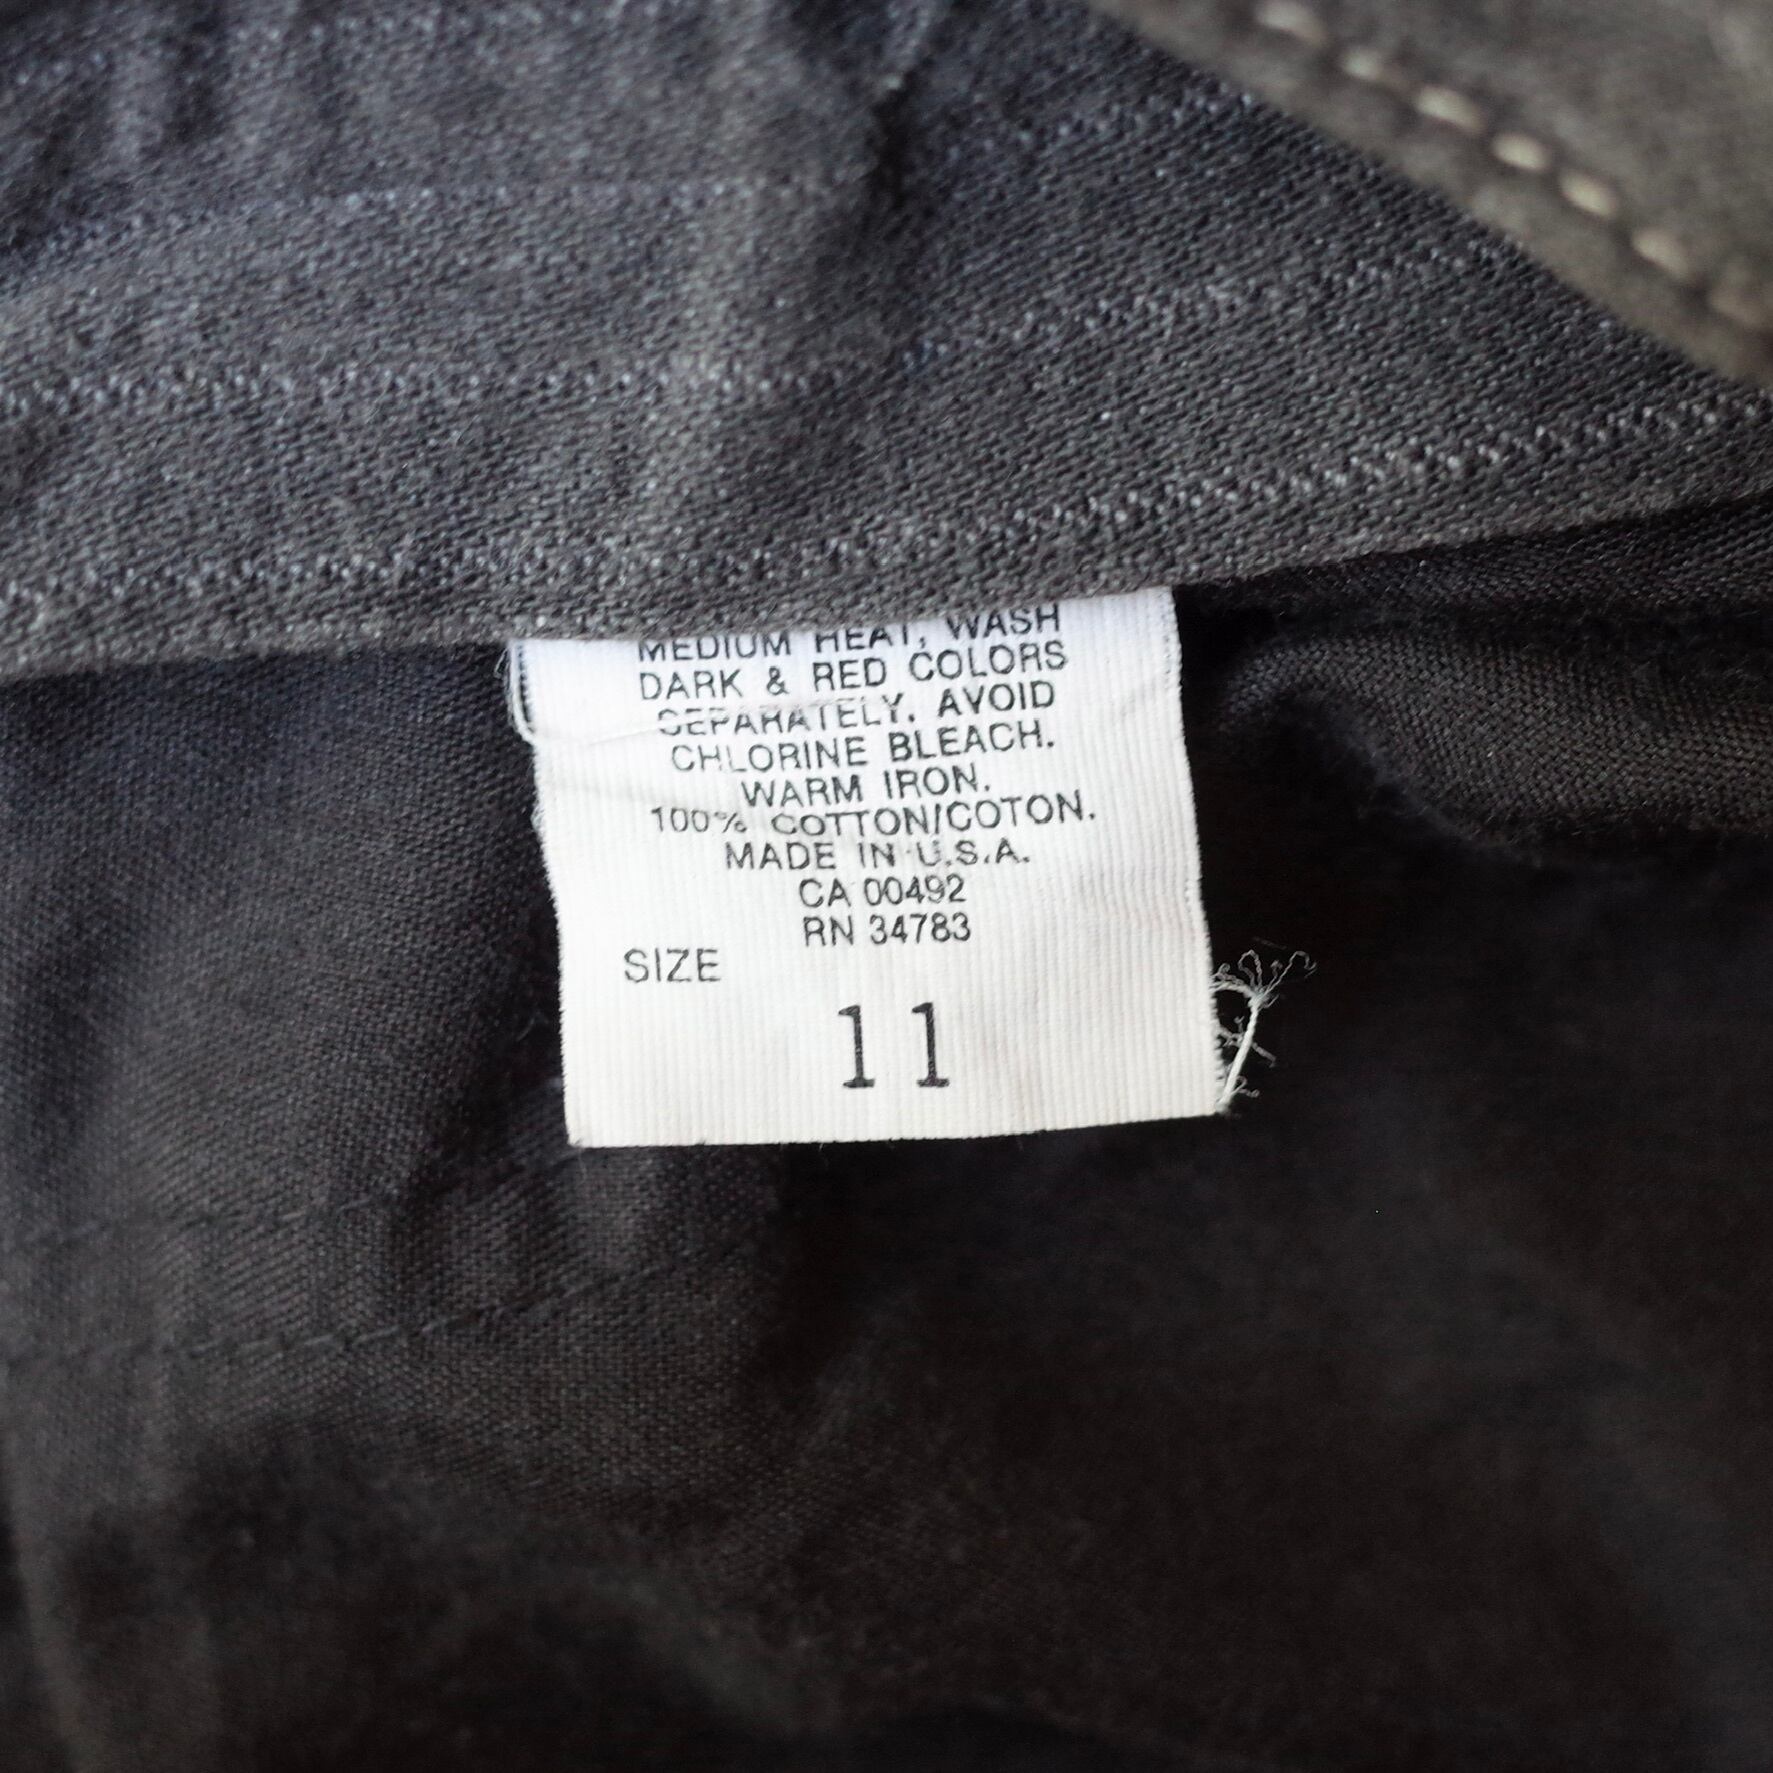 MEDIUM HEAT, WASH
DARK & RED COLORS
SEPARATELY. AVOID
CHLORINE BLEACH.
WARM IRON.
100% COTTON/COTON.
MADE IN U.S.A.
CA 00492
RN 34783
SIZE
11